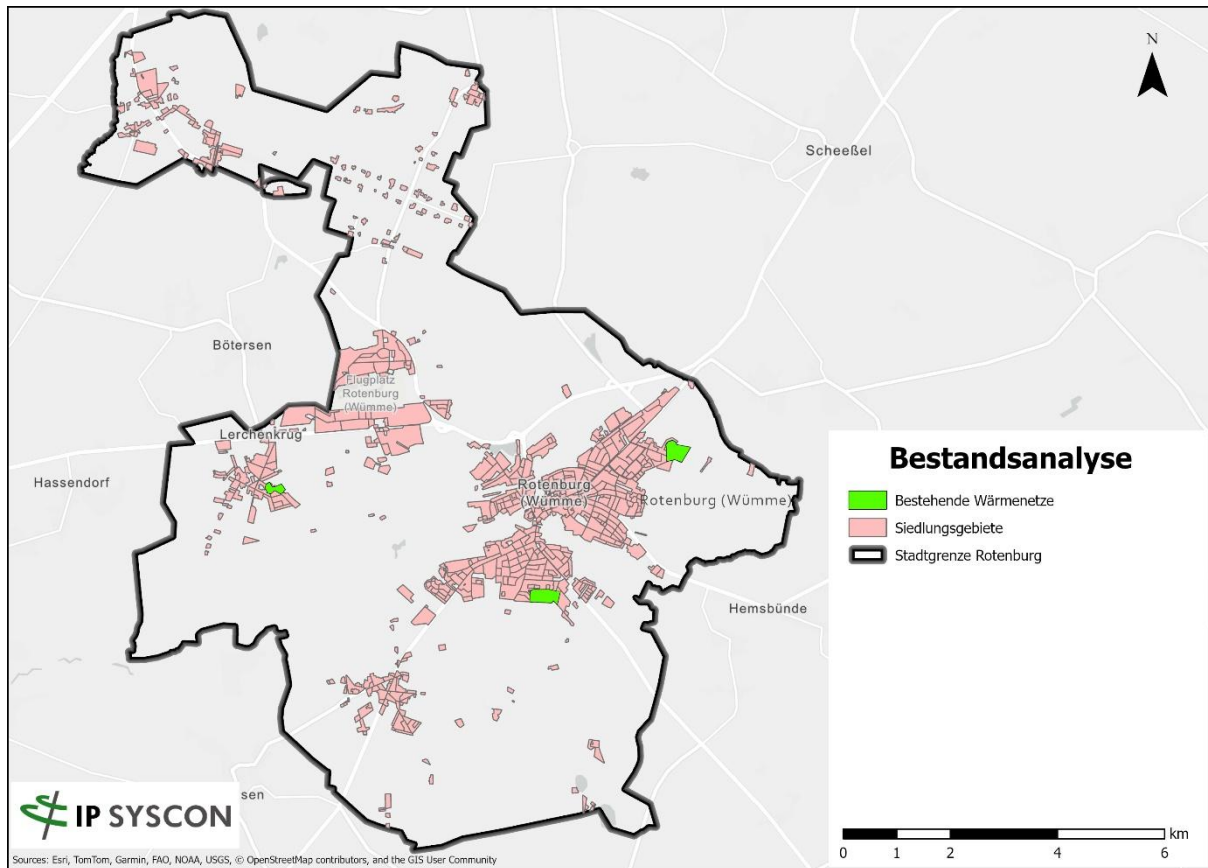 N
Scheeßel
Bötersen
Flugplatz
Rotenburg
(Wümme)
Lerchenkrug
Hassendorf
Rotenburg
(Wümme)
Rotenburg (Wümme)
Hemsbünde
sen
Bestandsanalyse
Bestehende Wärmenetze
Siedlungsgebiete
Stadtgrenze Rotenburg
IP SYSCON
km
0 1 2 4 6
Sources: Esri, TomTom, Garmin, FAO, NOAA, USGS, © OpenStreetMap contributors, and the GIS User Community